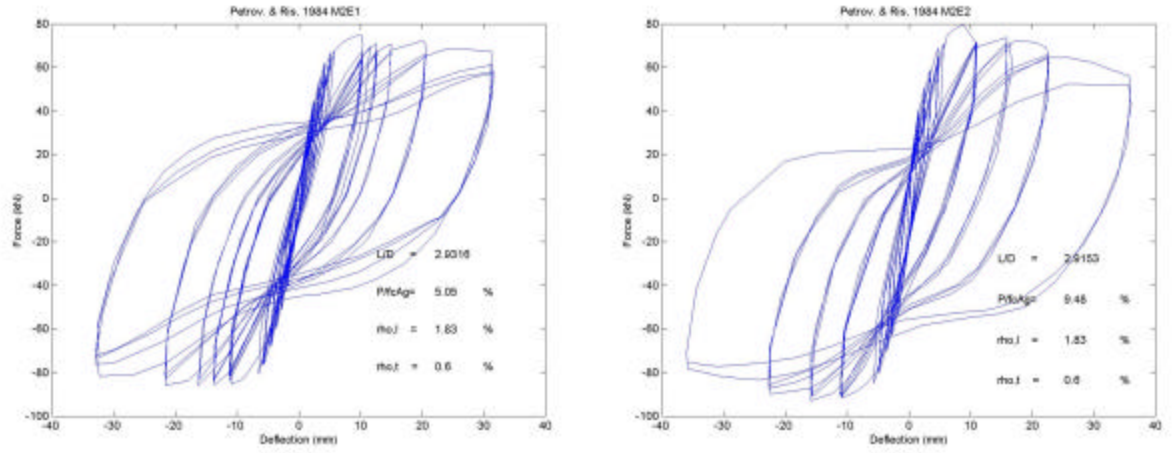 Petrov. & Ris. 1984 M2E1
80
60
40
20
0
-20
-40
-60
-80
-100
Force (kN)
L/D = 2.9316
P/fcAg= 5.05 %
rho,l = 1.83 %
rho,t = 0.6 %
-40 -30 -20 -10 0 10 20 30 40
Deflection (mm)
Petrov. & Ris. 1984 M2E2
80
60
40
20
0
-20
-40
-60
-80
-100
Force (kN)
L/D = 2.9153
P/fcAg= 9.48 %
rho,l = 1.83 %
rho,t = 0.6 %
-40 -30 -20 -10 0 10 20 30 40
Deflection (mm)